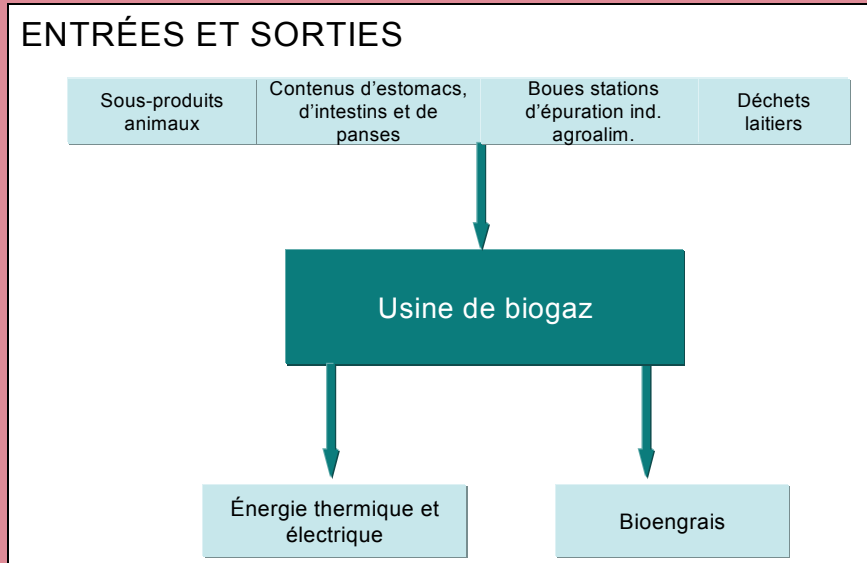 ENTRÉES ET SORTIES
Sous-produits
animaux
Contenus d'estomacs,
d'intestins et de
panses
Boues stations
d'épuration ind.
agroalim.
Déchets
laitiers
Usine de biogaz
Énergie thermique et
électrique
Bioengrais